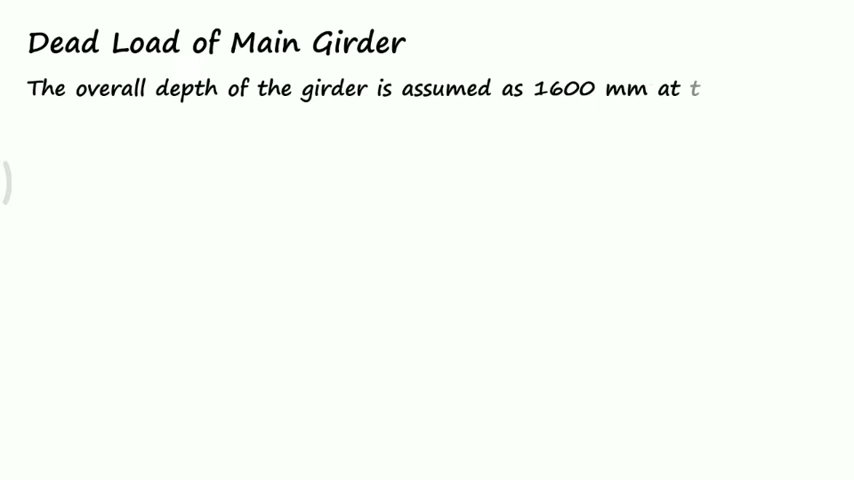 Dead Load of Main Girder
The overall depth of the girder is assumed as 1600 mm at t